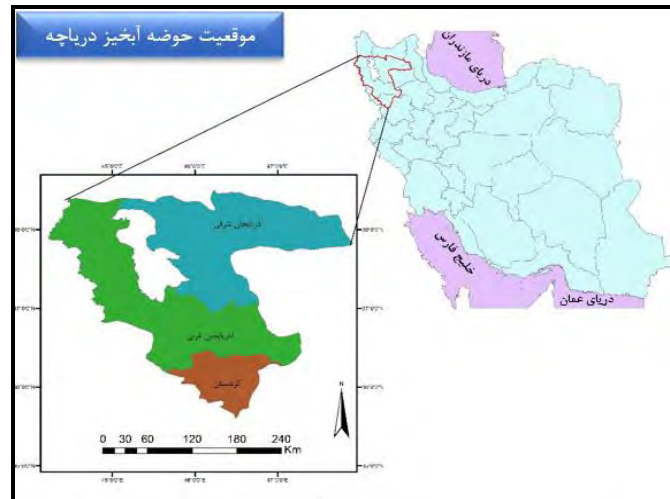 موقعیت حوضه آبخیز دریاچه
دریای مازندران
خلیج فارس
دریای عمان
آذربایجان شرقی
آذربایجان غربی
کردستان
N
0 30 60 120 180 240
Km